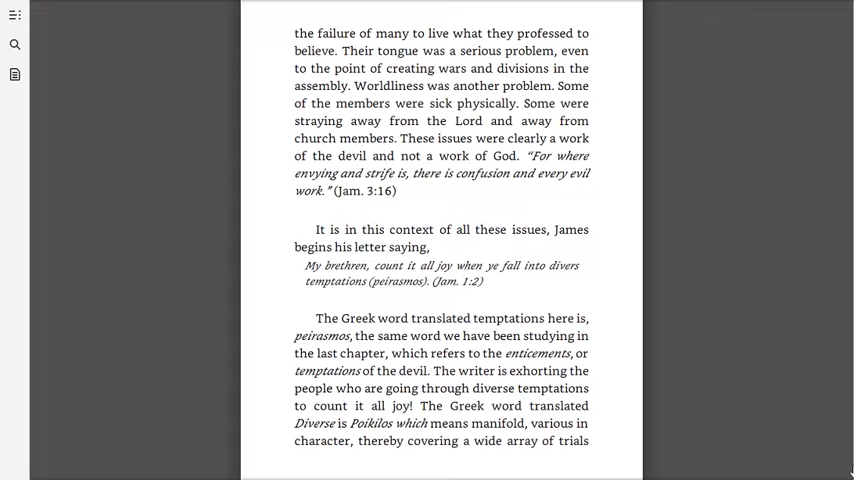 the failure of many to live what they professed to
believe. Their tongue was a serious problem, even
to the point of creating wars and divisions in the
assembly. Worldliness was another problem. Some
of the members were sick physically. Some were
straying away from the Lord and away from
church members. These issues were clearly a work
of the devil and not a work of God. “For where
envying and strife is, there is confusion and every evil
work.” (Jam. 3:16)
It is in this context of all these issues, James
begins his letter saying,
My brethren, count it all joy when ye fall into divers
temptations (peirasmos). (Jam. 1:2)
The Greek word translated temptations here is,
peirasmos, the same word we have been studying in
the last chapter, which refers to the enticements, or
temptations of the devil. The writer is exhorting the
people who are going through diverse temptations
to count it all joy! The Greek word translated
Diverse is Poikilos which means manifold, various in
character, thereby covering a wide array of trials